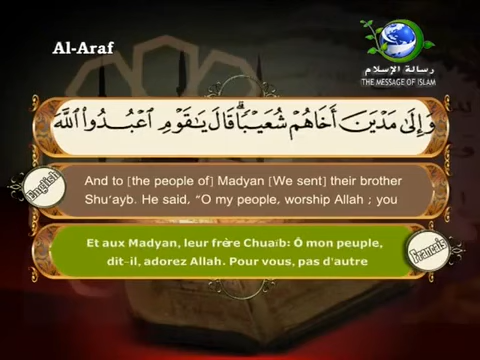 Al-Araf
رسالة الإسلام
THE MESSAGE OF ISLAM
وَإِلَىٰ مَدْيَنَ أَخَاهُمْ شُعَيْبًا ۗ قَالَ يَٰقَوْمِ ٱعْبُدُوا۟ ٱللَّهَ
English
And to [the people of] Madyan [We sent] their brother
Shu'ayb. He said, "O my people, worship Allah ; you
Et aux Madyan, leur frère Chuaïb: Ô mon peuple,
dit-il, adorez Allah. Pour vous, pas d'autre
Francais